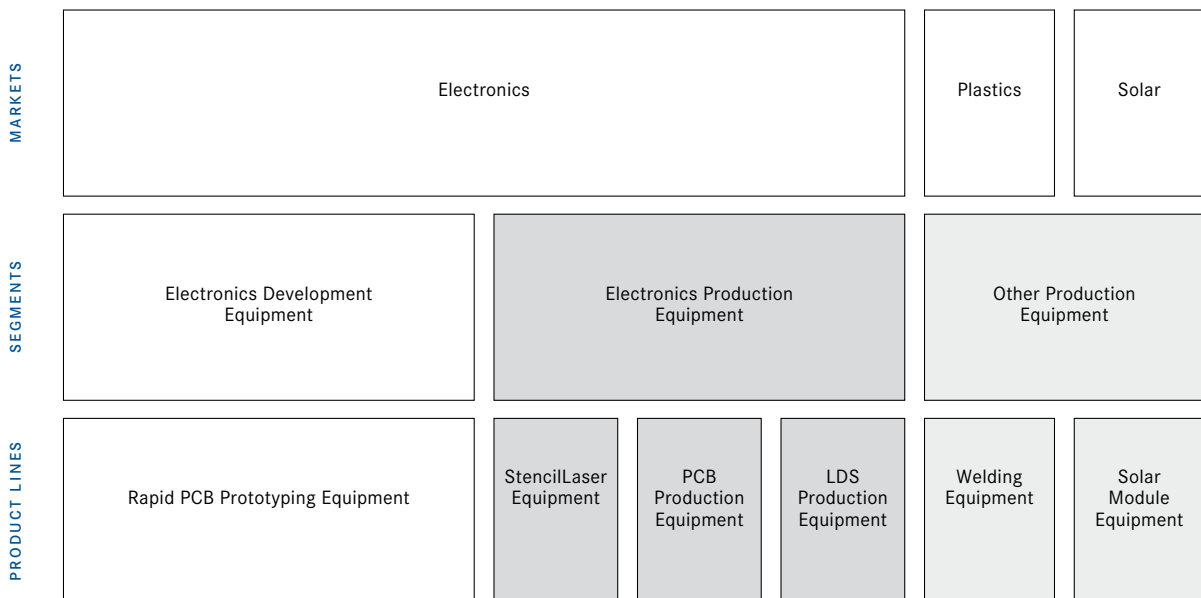 MARKETS
Electronics
Plastics
Solar
SEGMENTS
Electronics Development
Equipment
Electronics Production
Equipment
Other Production
Equipment
PRODUCT LINES
Rapid PCB Prototyping Equipment
StencilLaser
Equipment
PCB
Production
Equipment
LDS
Production
Equipment
Welding
Equipment
Solar
Module
Equipment